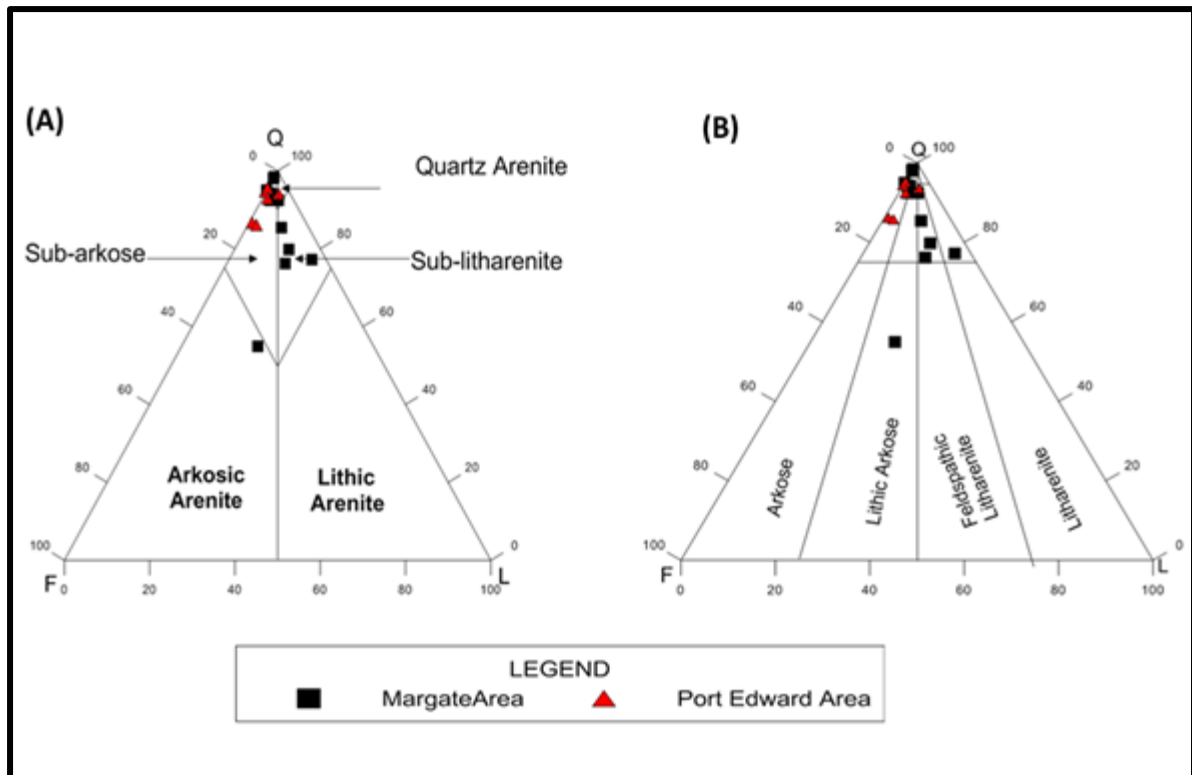 (A)
Q
0 100
Quartz Arenite
20 80
Sub-arkose Sub-litharenite
40 60
60 40
Arkosic Arenite
Lithic Arenite
80 20
100 0
F L
0 20 40 60 80 100
(B)
Q
0 100
20 80
40 60
60 40
80 20
Arkose
Lithic Arkose
Feldspathic Litharenite
Litharenite
100 0
F L
0 20 40 60 80 100
LEGEND
MargateArea Port Edward Area